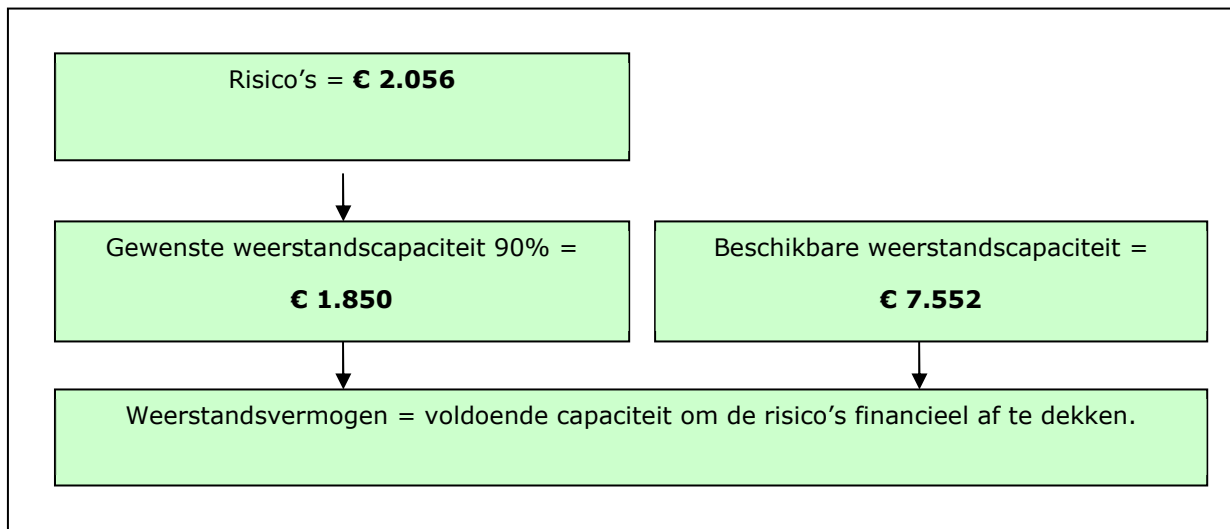 Risico’s = € 2.056
Gewenste weerstandscapaciteit 90% =
€ 1.850
Beschikbare weerstandscapaciteit =
€ 7.552
Weerstandsvermogen = voldoende capaciteit om de risico’s financieel af te dekken.